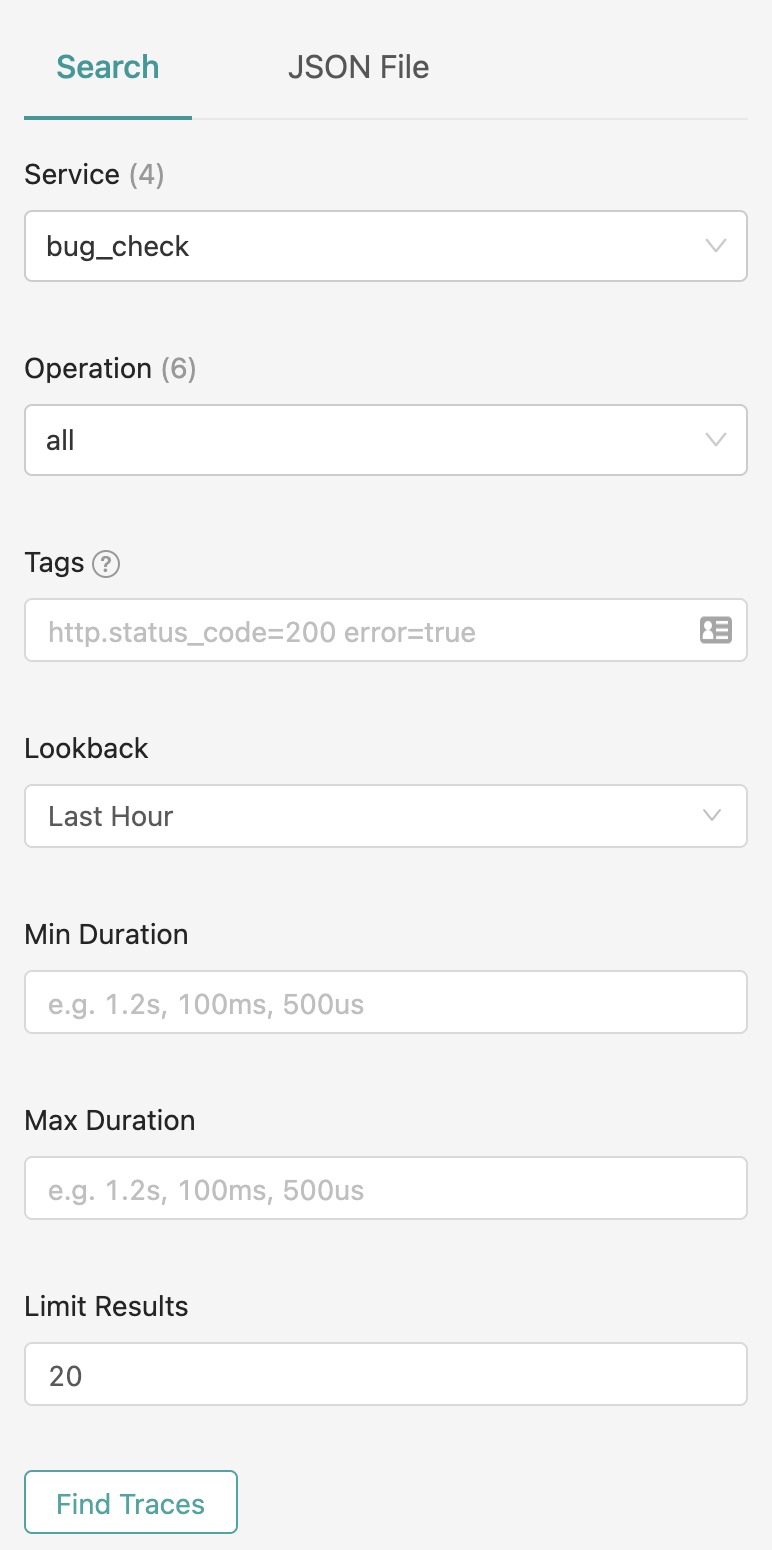 Search JSON File
Service (4)
bug_check
Operation (6)
all
Tags ?
http.status_code=200 error=true
Lookback
Last Hour
Min Duration
e.g. 1.2s, 100ms, 500us
Max Duration
e.g. 1.2s, 100ms, 500us
Limit Results
20
Find Traces